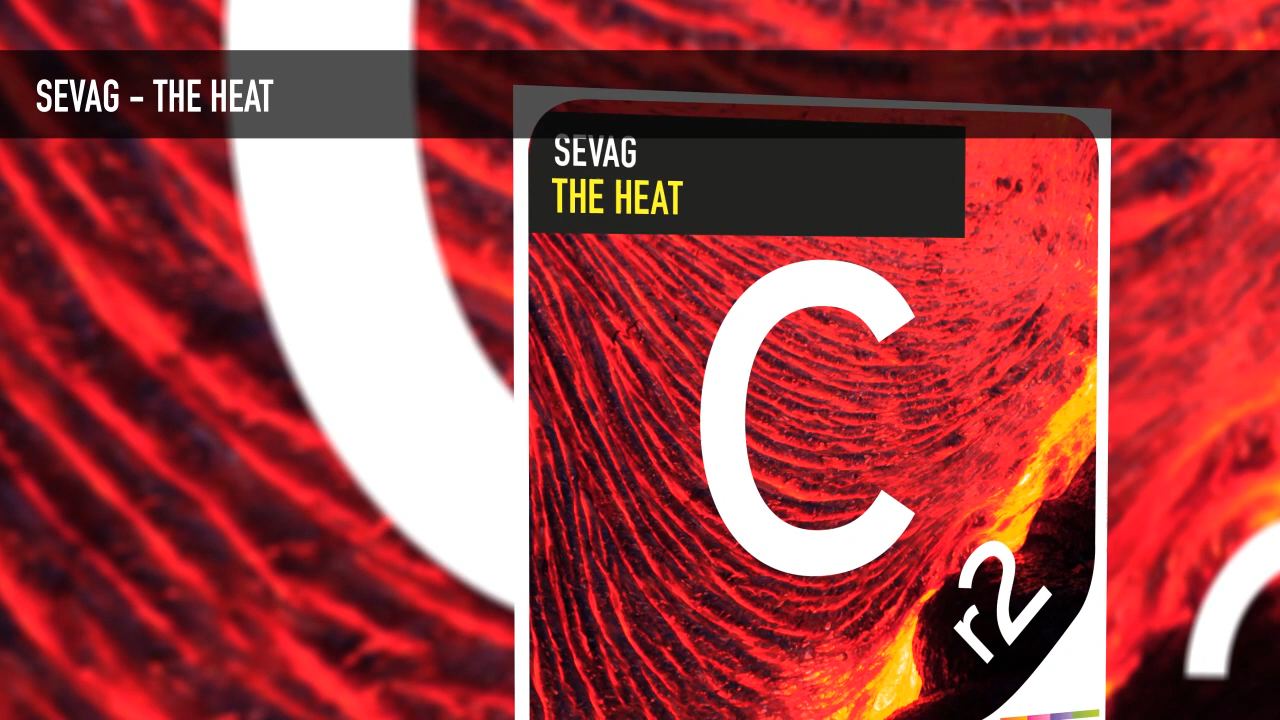 SEVAG - THE HEAT
SEVAG
THE HEAT
C
r2